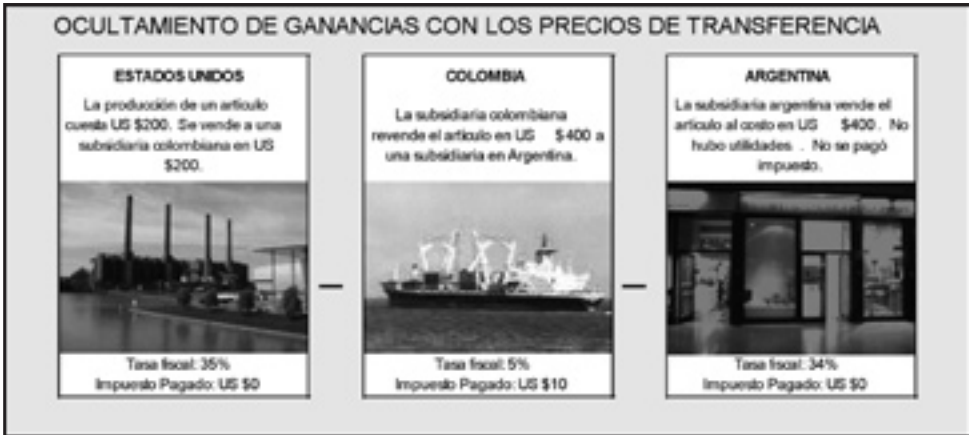 OCULTAMIENTO DE GANANCIAS CON LOS PRECIOS DE TRANSFERENCIA
ESTADOS UNIDOS
La producción de un artículo
cuesta US $200. Se vende a una
subsidiaria colombiana en US
$200.
Tasa fiscal: 35%
Impuesto Pagado: US $0
COLOMBIA
La subsidiaria colombiana
revende el artículo en US $400 a
una subsidiaria en Argentina.
Tasa fiscal: 5%
Impuesto Pagado: US $10
ARGENTINA
La subsidiaria argentina vende el
artículo al costo en US $400. No
hubo utilidades. . No se pagó
impuesto.
Tasa fiscal: 34%
Impuesto Pagado: US $0